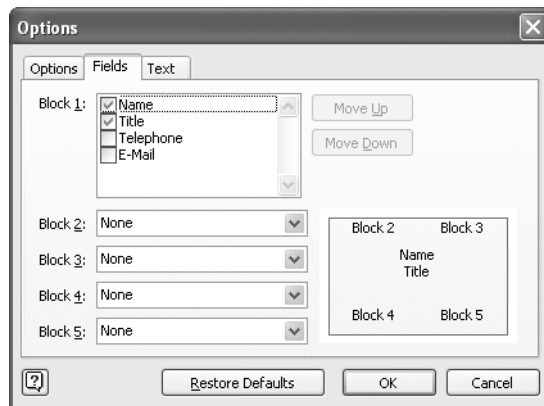 Options
Options Fields Text
Block 1:
Name
Title
Telephone
E-Mail
Move Up
Move Down
Block 2: None
Block 3: None
Block 4: None
Block 5: None
Block 2 Block 3
Name
Title
Block 4 Block 5
? Restore Defaults OK Cancel